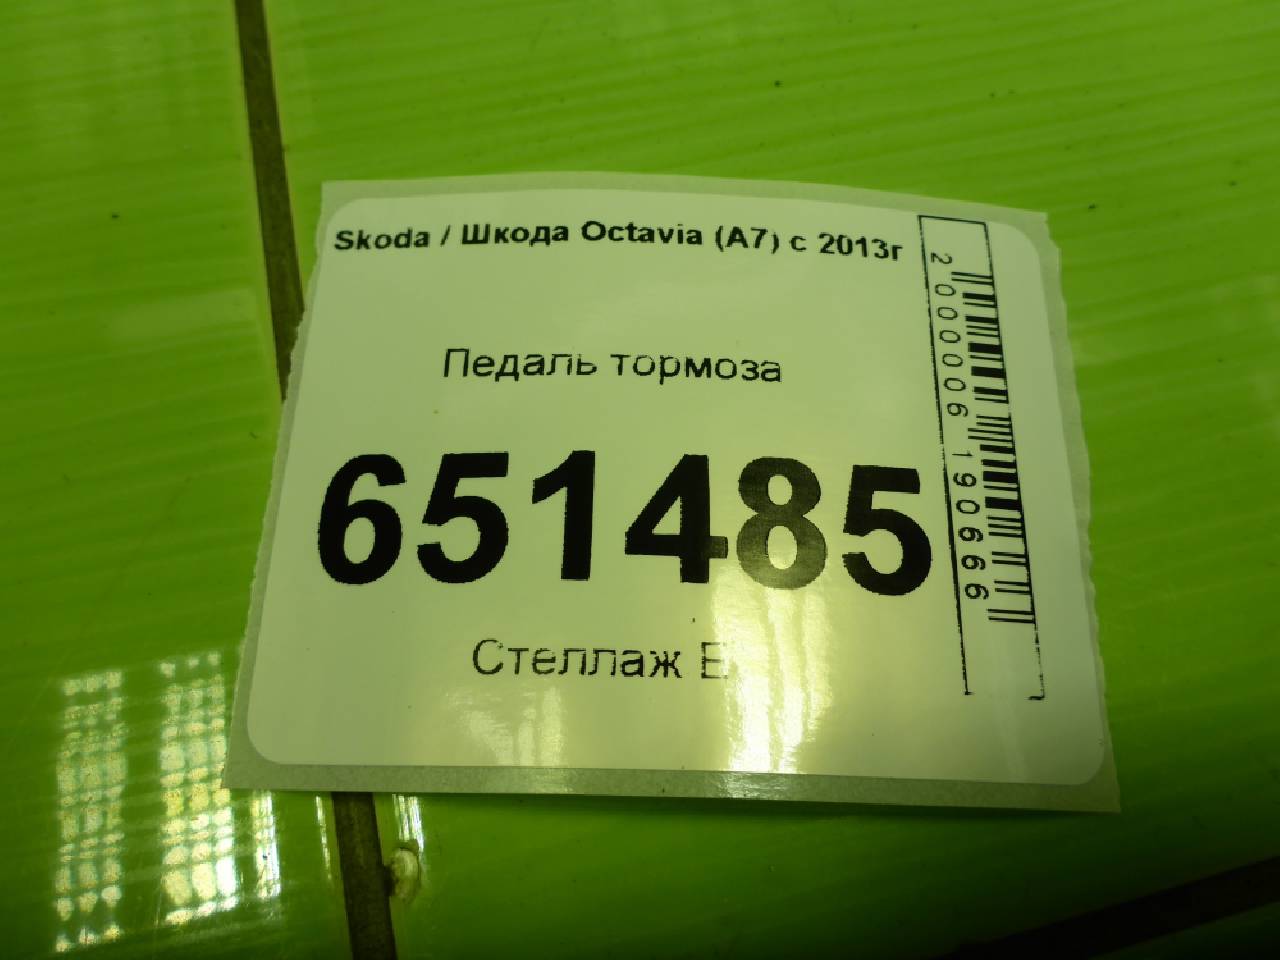 Skoda / Шкода Octavia (A7) с 2013г
Педаль тормоза
651485
Стеллаж
2000006190666